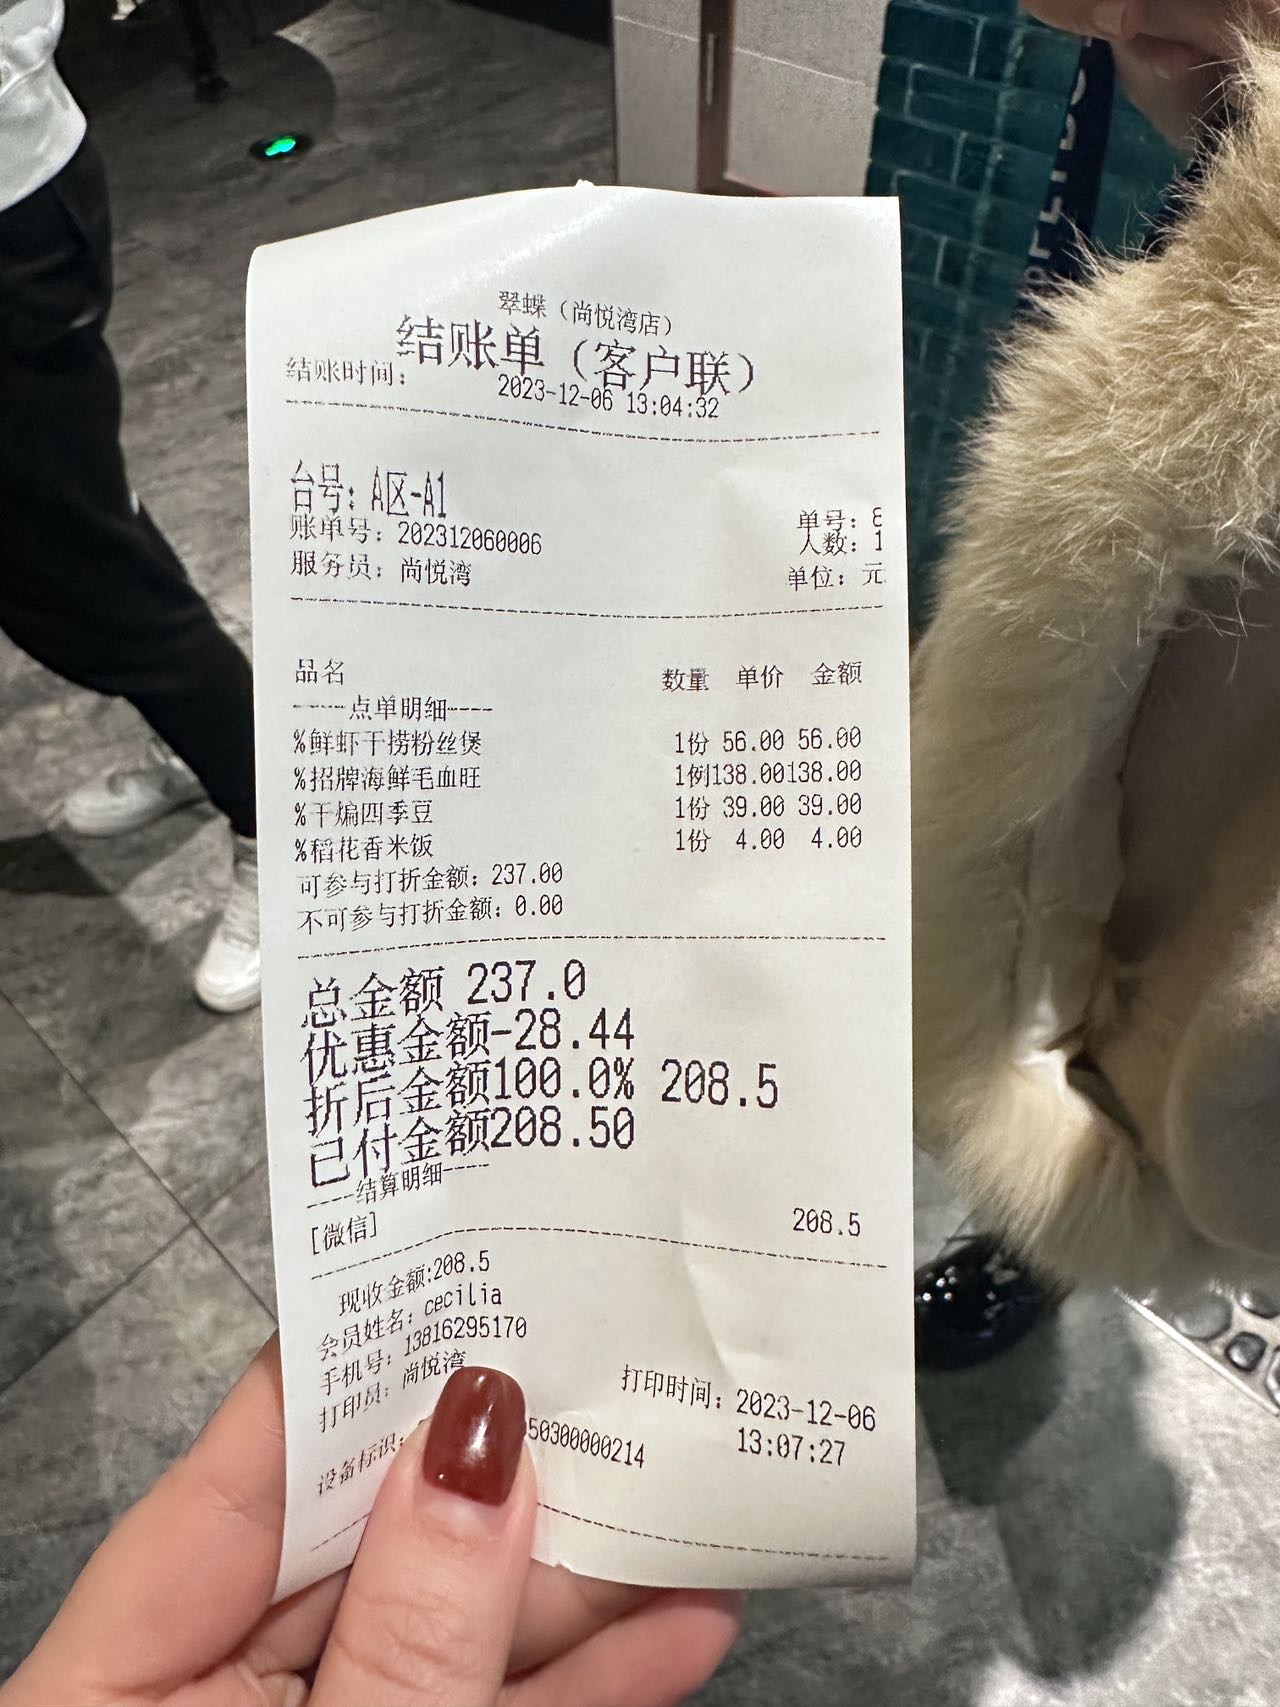 翠蝶（尚悦湾店）
结账单（客户联）
结账时间： 2023-12-06 13:04:32
台号：A区-A1
账单号：202312060006 单号：8
人数：1
服务员：尚悦湾 单位：元
品名 数量 单价 金额
-----点单明细-----
%鲜虾干捞粉丝煲 1份 56.00 56.00
%招牌海鲜毛血旺 1例138.00138.00
%干煸四季豆 1份 39.00 39.00
%稻花香米饭 1份 4.00 4.00
可参与打折金额：237.00
不可参与打折金额：0.00
总金额 237.0
优惠金额-28.44
折后金额100.0% 208.5
已付金额208.50
-----结算明细-----
[微信] 208.5
现收金额:208.5
会员姓名：cecilia
手机号：13816295170
打印员：尚悦湾 打印时间：2023-12-06
13:07:27
设备标识： 50300000214